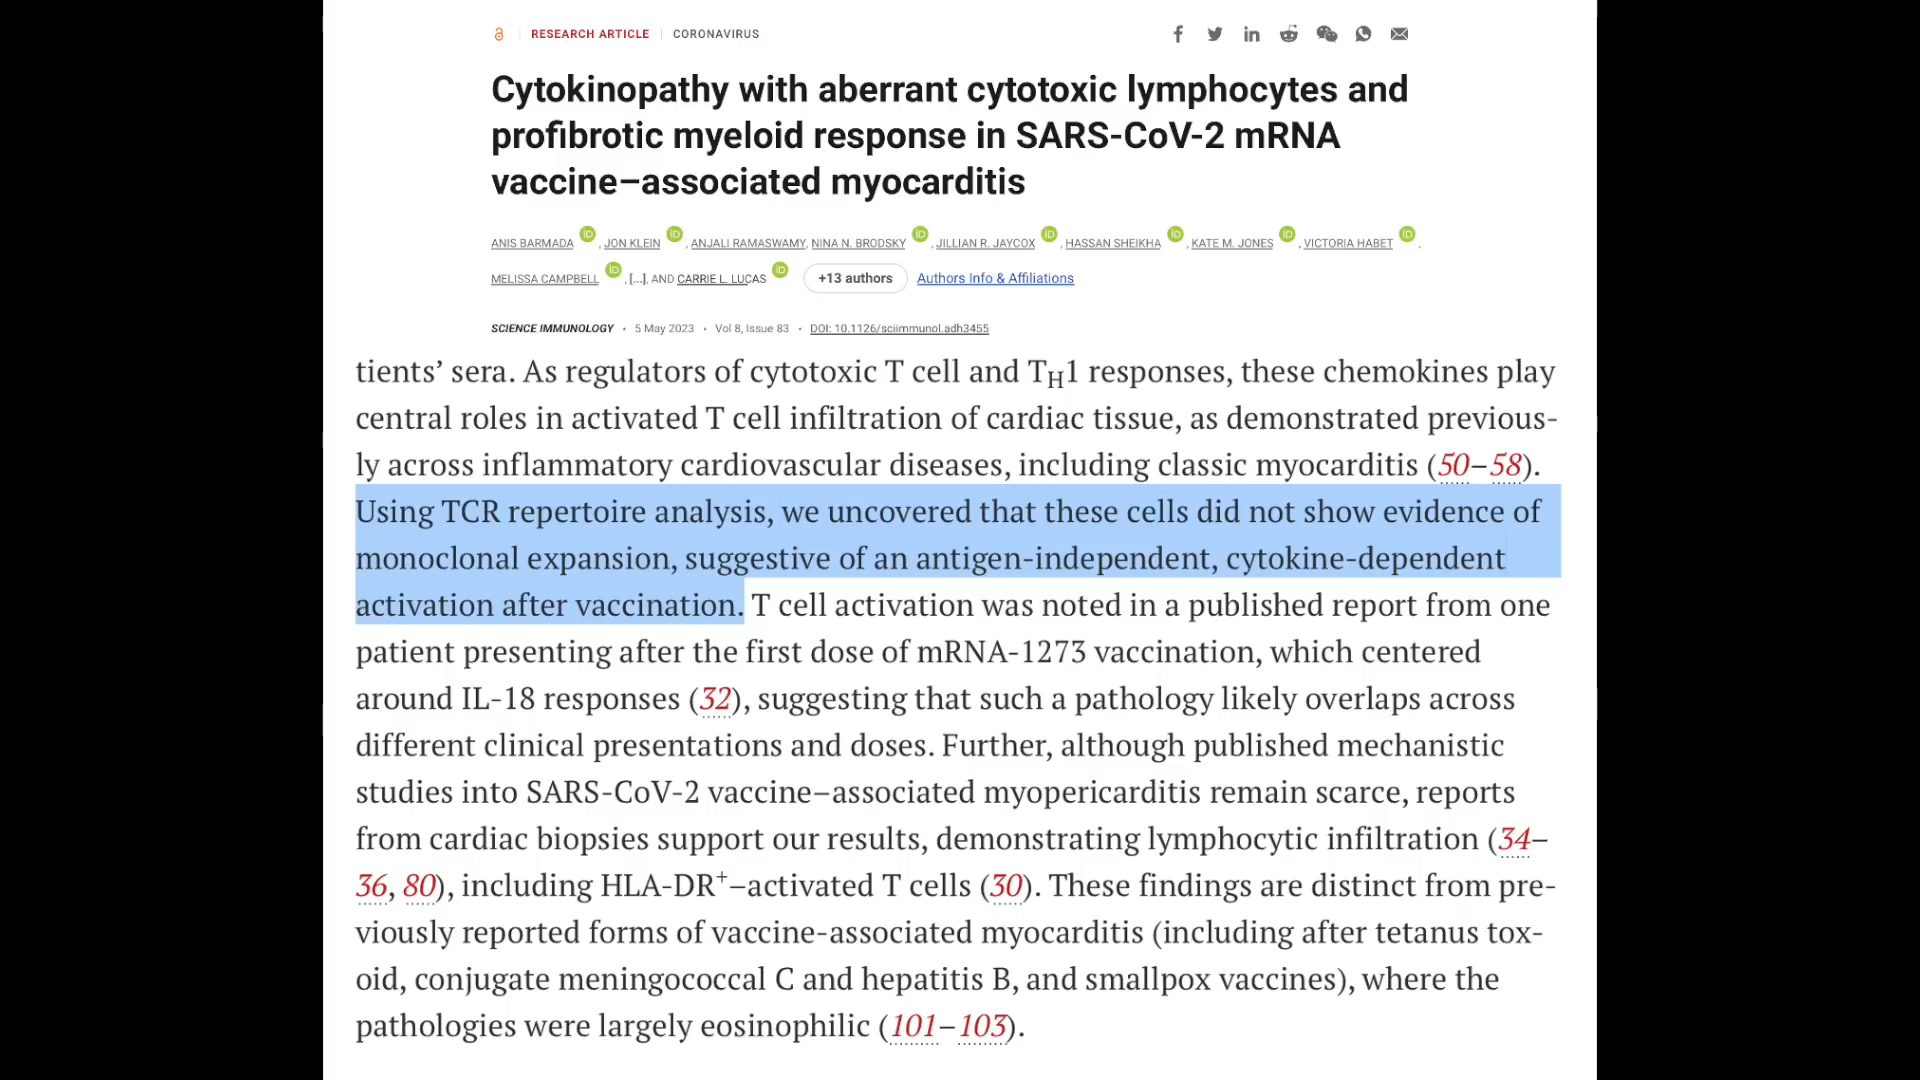 RESEARCH ARTICLE | CORONAVIRUS
Cytokinopathy with aberrant cytotoxic lymphocytes and
profibrotic myeloid response in SARS-CoV-2 mRNA
vaccine–associated myocarditis
ANIS BARMADA iD, JON KLEIN iD, ANJALI RAMASWAMY, NINA N. BRODSKY iD, JILLIAN R. JAYCOX iD, HASSAN SHEIKHA iD, KATE M. JONES iD, VICTORIA HABET iD,
MELISSA CAMPBELL iD, [...], AND CARRIE L. LUCAS iD +13 authors Authors Info & Affiliations
SCIENCE IMMUNOLOGY • 5 May 2023 • Vol 8, Issue 83 • DOI: 10.1126/sciimmunol.adh3455
tients’ sera. As regulators of cytotoxic T cell and TH1 responses, these chemokines play
central roles in activated T cell infiltration of cardiac tissue, as demonstrated previous-
ly across inflammatory cardiovascular diseases, including classic myocarditis (50–58).
Using TCR repertoire analysis, we uncovered that these cells did not show evidence of
monoclonal expansion, suggestive of an antigen-independent, cytokine-dependent
activation after vaccination. T cell activation was noted in a published report from one
patient presenting after the first dose of mRNA-1273 vaccination, which centered
around IL-18 responses (32), suggesting that such a pathology likely overlaps across
different clinical presentations and doses. Further, although published mechanistic
studies into SARS-CoV-2 vaccine–associated myopericarditis remain scarce, reports
from cardiac biopsies support our results, demonstrating lymphocytic infiltration (34–
36, 80), including HLA-DR+–activated T cells (30). These findings are distinct from pre-
viously reported forms of vaccine-associated myocarditis (including after tetanus tox-
oid, conjugate meningococcal C and hepatitis B, and smallpox vaccines), where the
pathologies were largely eosinophilic (101–103).